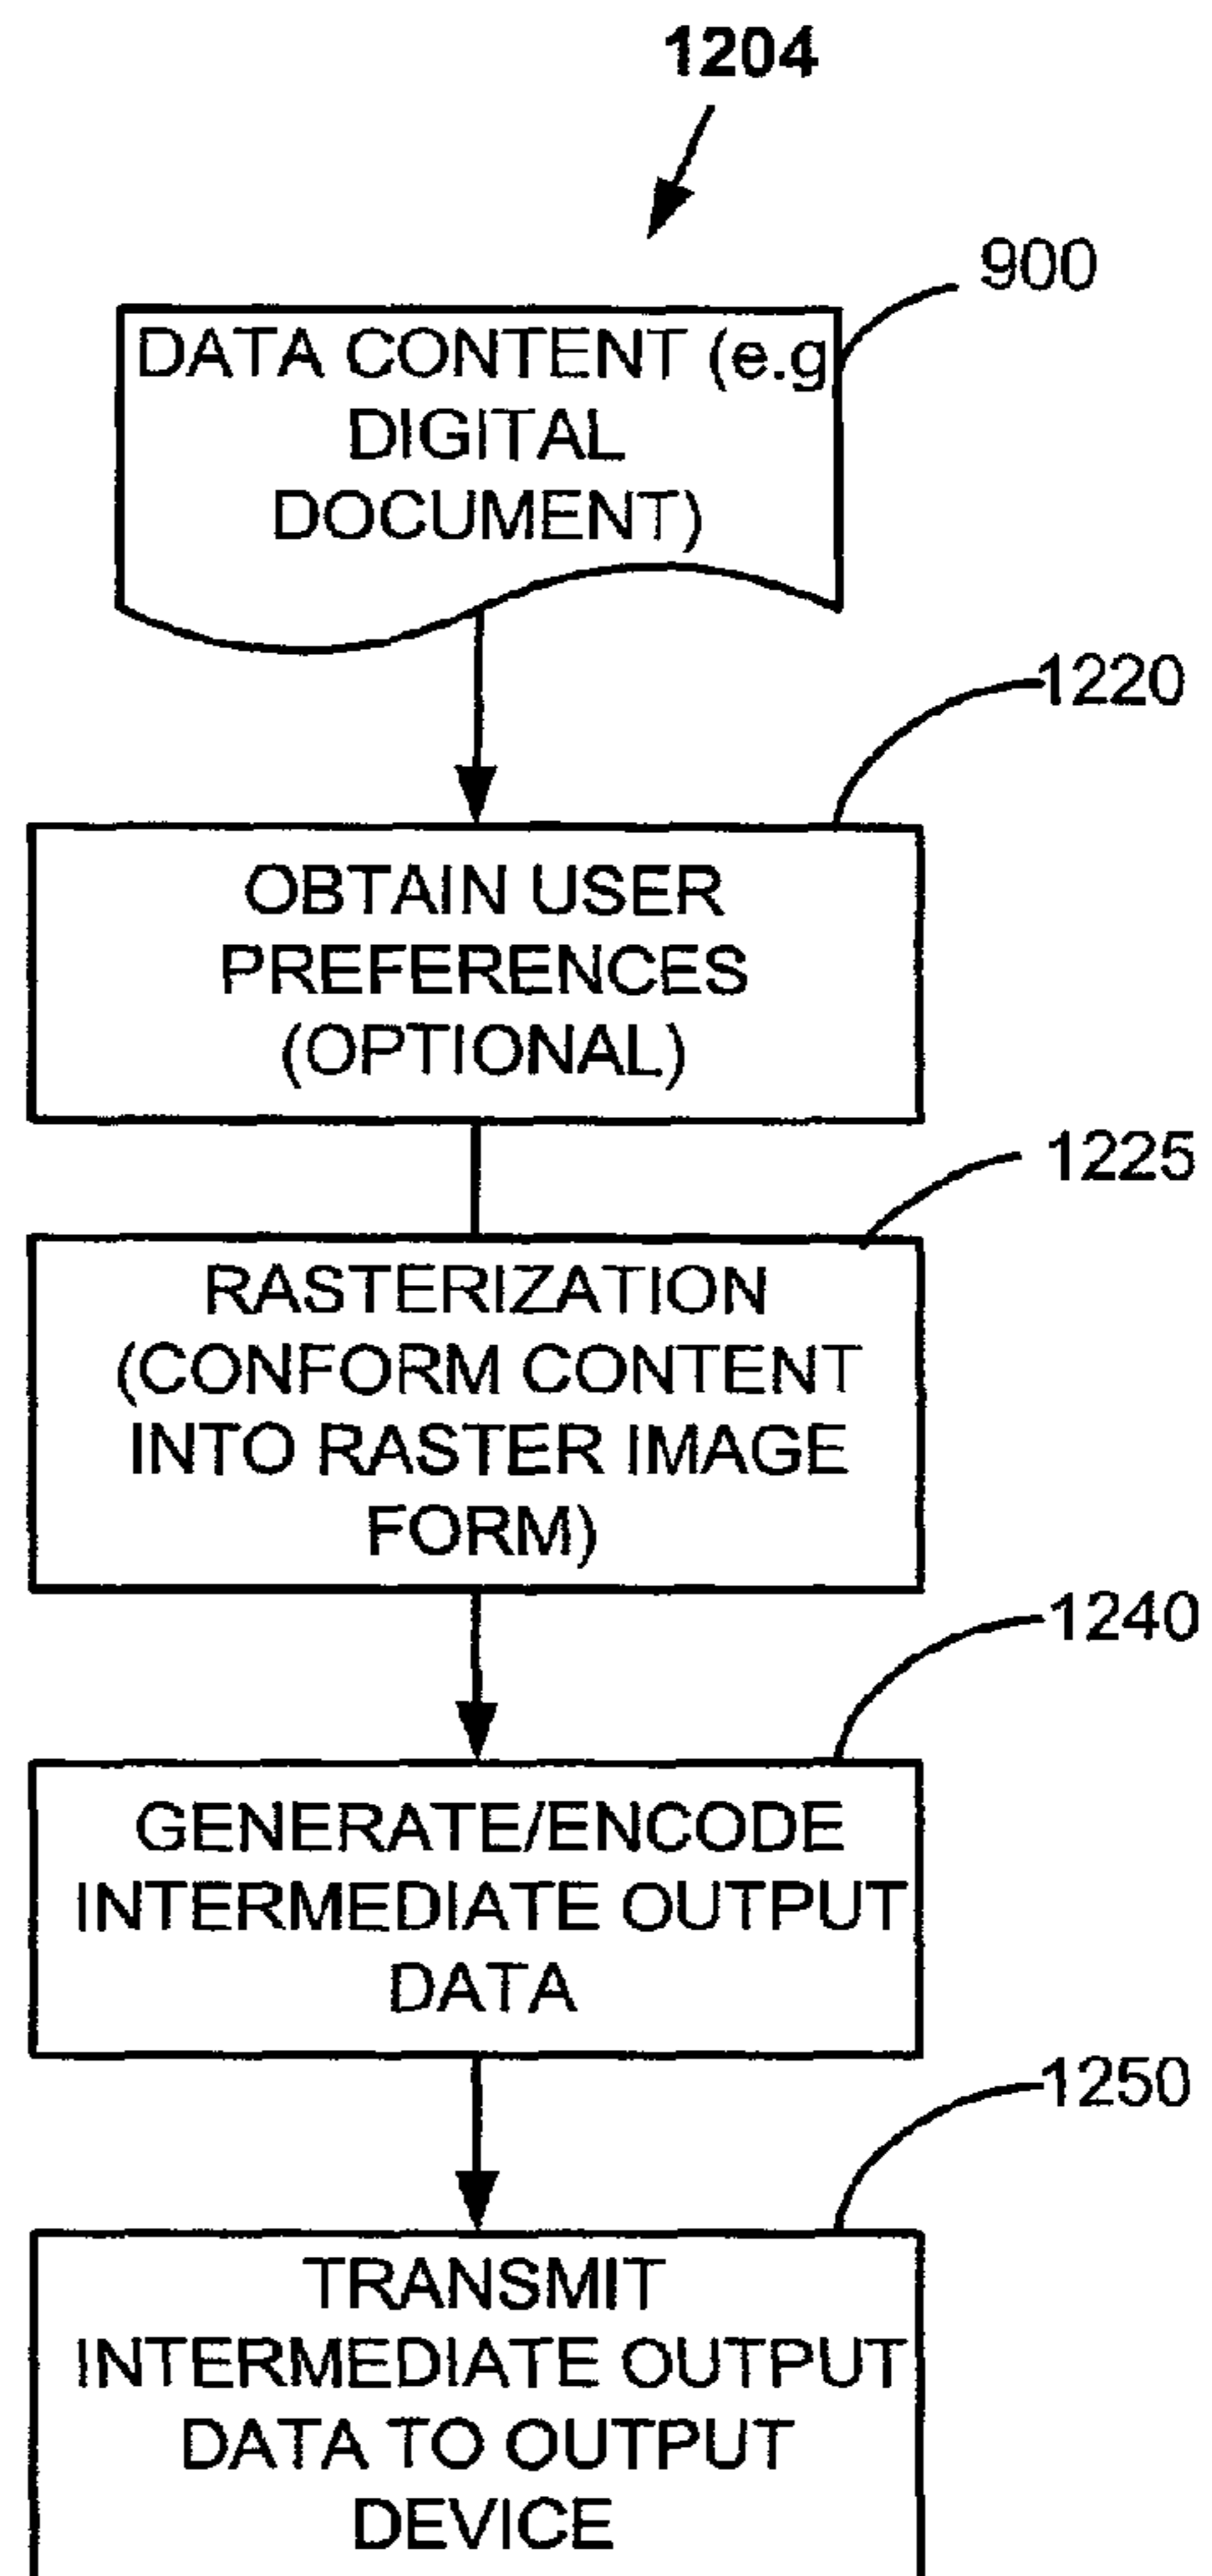 1204
900
DATA CONTENT (e.g
DIGITAL
DOCUMENT)
1220
OBTAIN USER
PREFERENCES
(OPTIONAL)
1225
RASTERIZATION
(CONFORM CONTENT
INTO RASTER IMAGE
FORM)
1240
GENERATE/ENCODE
INTERMEDIATE OUTPUT
DATA
1250
TRANSMIT
INTERMEDIATE OUTPUT
DATA TO OUTPUT
DEVICE